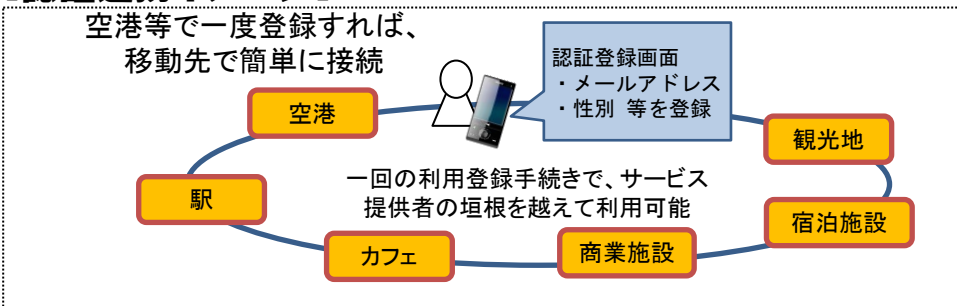 空港等で一度登録すれば、
移動先で簡単に接続
認証登録画面
・メールアドレス
・性別 等を登録
空港
観光地
一回の利用登録手続きで、サービス
提供者の垣根を越えて利用可能
駅
宿泊施設
カフェ
商業施設